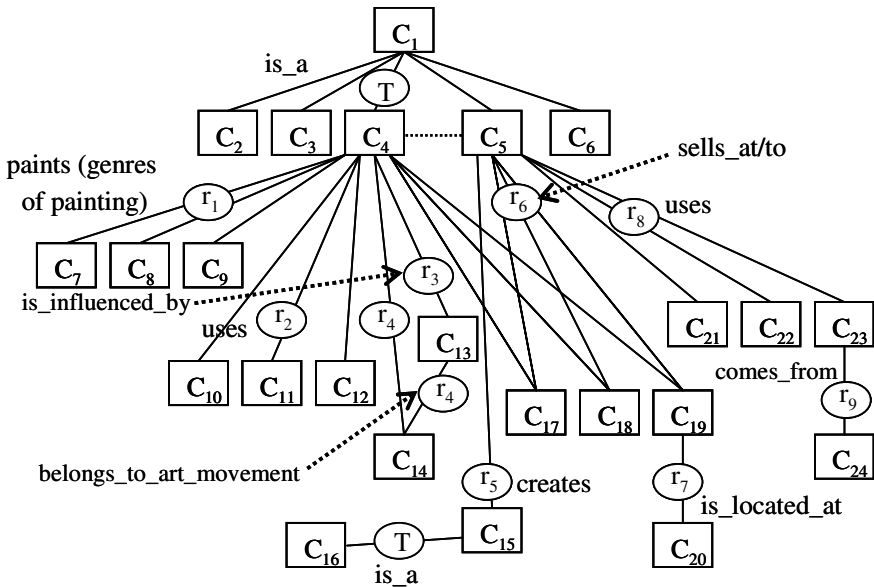 C1
is_a
T
C2 C3 C4 C5 C6
paints (genres
of painting)
sells_at/to
r1
r6
r8
uses
C7 C8 C9
r3
is_influenced_by
uses
r2
r4
C13
C21 C22 C23
comes_from
C10 C11 C12
r4
C17 C18 C19
r9
belongs_to_art_movement
C14
C24
r5
creates
r7
is_located_at
C16
T
C15
C20
is_a